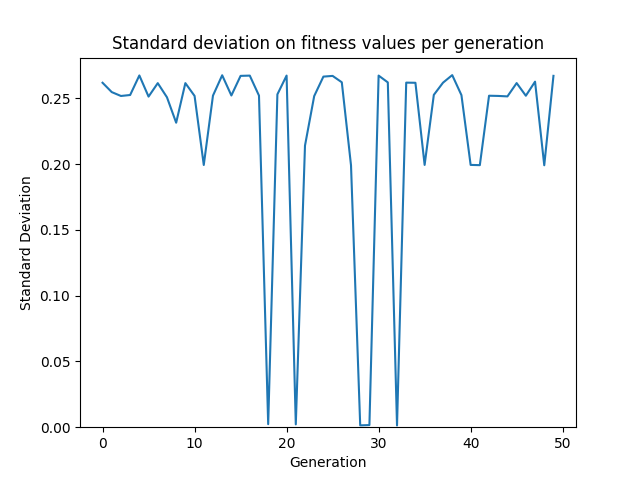 Standard deviation on fitness values per generation
Standard Deviation
0.25
0.20
0.15
0.10
0.05
0.00
0 10 20 30 40 50
Generation